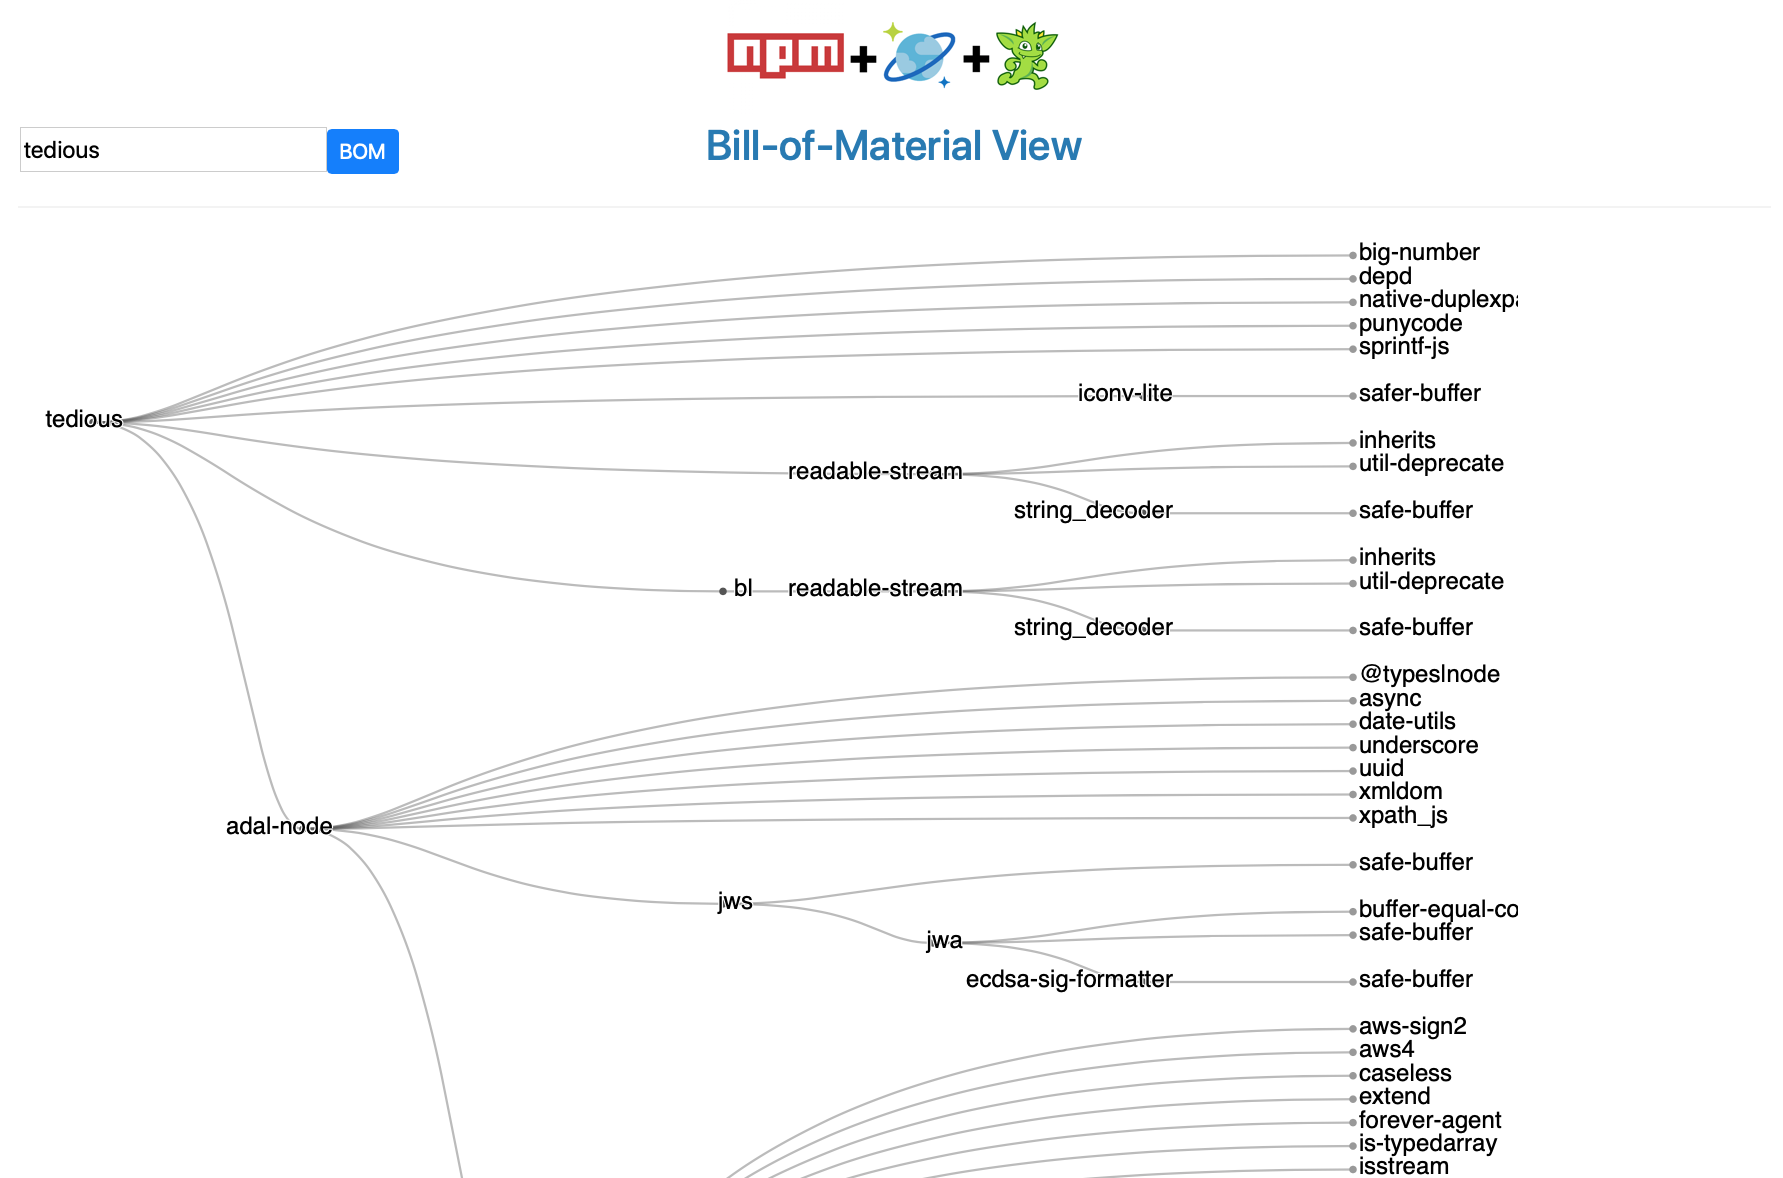 npm
tedious
BOM
Bill-of-Material View
big-number
depd
native-duplexpa
punycode
sprintf-js
tedious
iconv-lite
safer-buffer
inherits
readable-stream
util-deprecate
string_decoder
safe-buffer
inherits
bl
readable-stream
util-deprecate
string_decoder
safe-buffer
@types|node
async
date-utils
underscore
uuid
xmldom
xpath_js
adal-node
safe-buffer
jws
buffer-equal-co
safe-buffer
jwa
ecdsa-sig-formatter
safe-buffer
aws-sign2
aws4
caseless
extend
forever-agent
is-typedarray
isstream